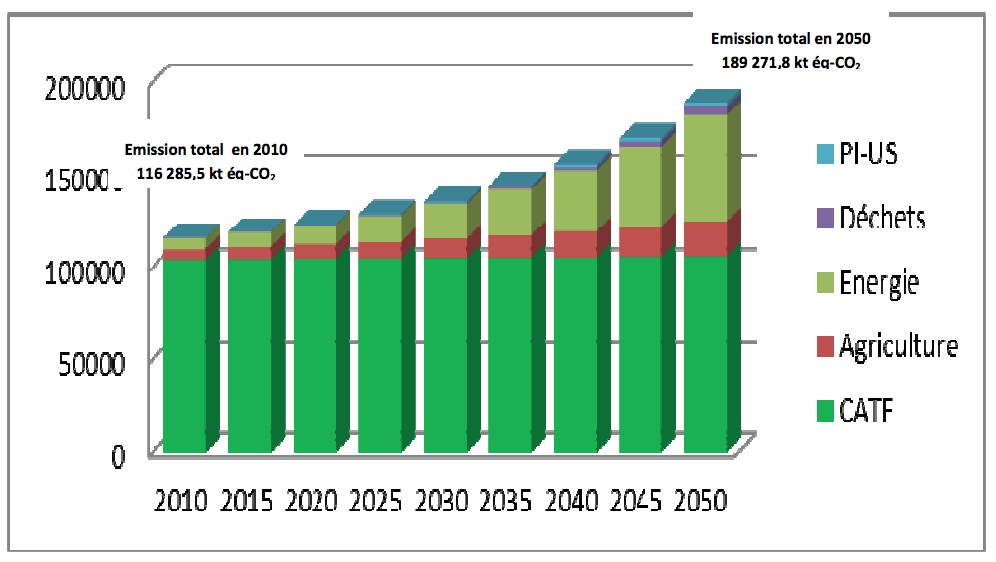 Emission total en 2050
189 271,8 kt éq-CO₂
200000
Emission total en 2010
116 285,5 kt éq-CO₂
150000
100000
50000
0
2010 2015 2020 2025 2030 2035 2040 2045 2050
PI-US
Déchets
Energie
Agriculture
CATF